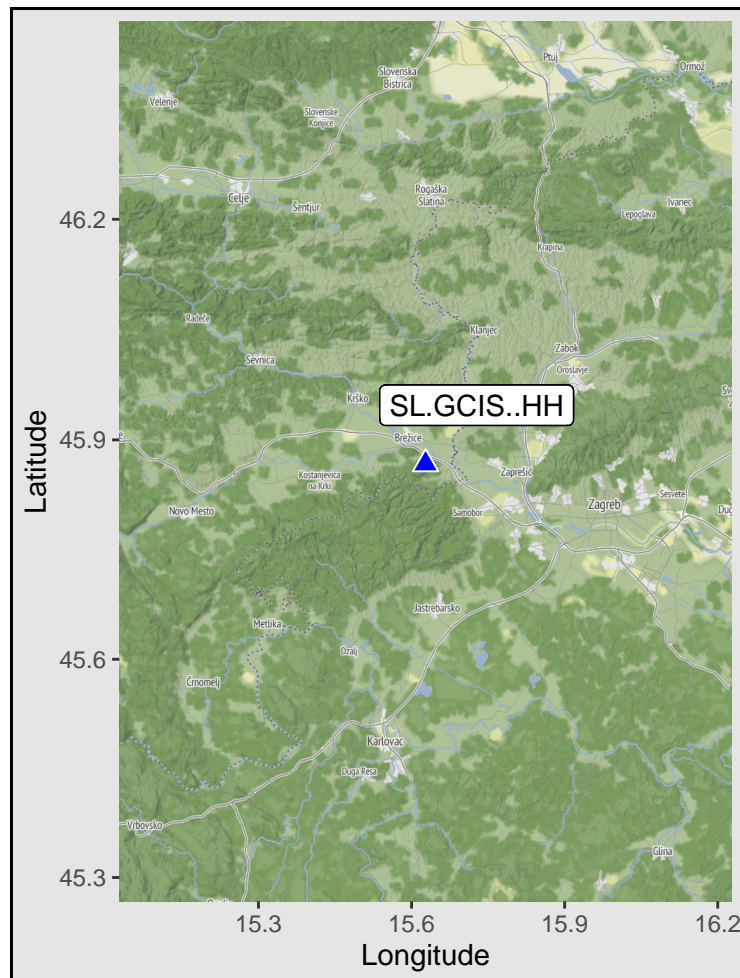 Ptuj
Ormož
Slovenska
Bistrica
Velenje
Slovenske
Konjice
Rogaška
Slatina
Celje
Šentjur
Ivanec
Lepoglava
46.2
Krapina
Radeče
Klanjec
Zabok
Sevnica
Oroslavje
Krško
SL.GCIS..HH
45.9
Brežice
Kostanjevica
na Krki
Zaprešić
Zagreb
Sesvete
Novo Mesto
Samobor
Latitude
Jastrebarsko
Metlika
Ozalj
45.6
Črnomelj
Karlovac
Duga Resa
Vrbovsko
Glina
45.3
15.3
15.6
15.9
16.2
Longitude